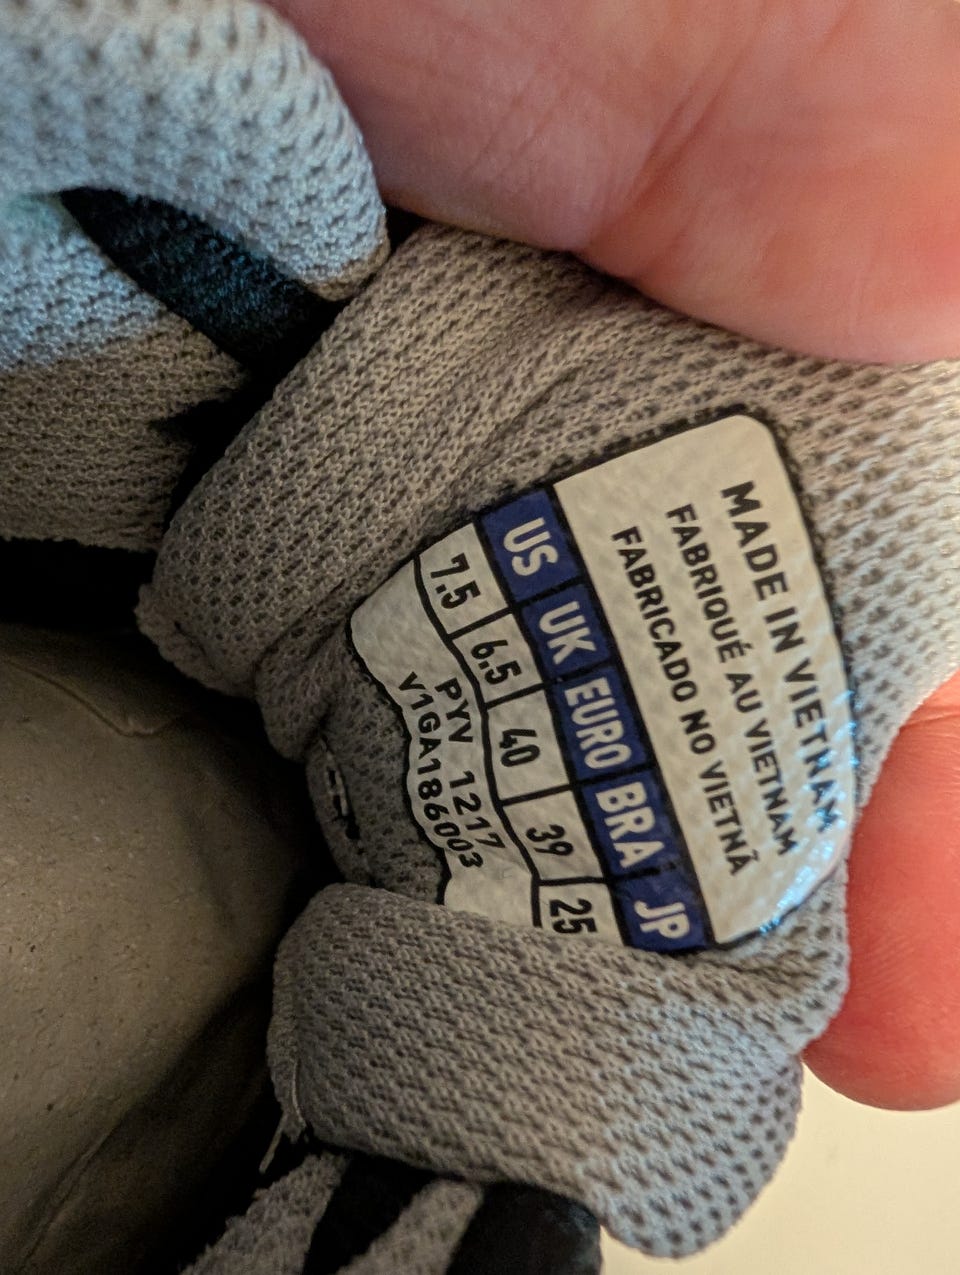 MADE IN VIETNAM
FABRIQUÉ AU VIETNAM
FABRICADO NO VIETNÃ
US UK EURO BRA JP
7.5 6.5 40 39 25
PYV 1217
V1GA186003